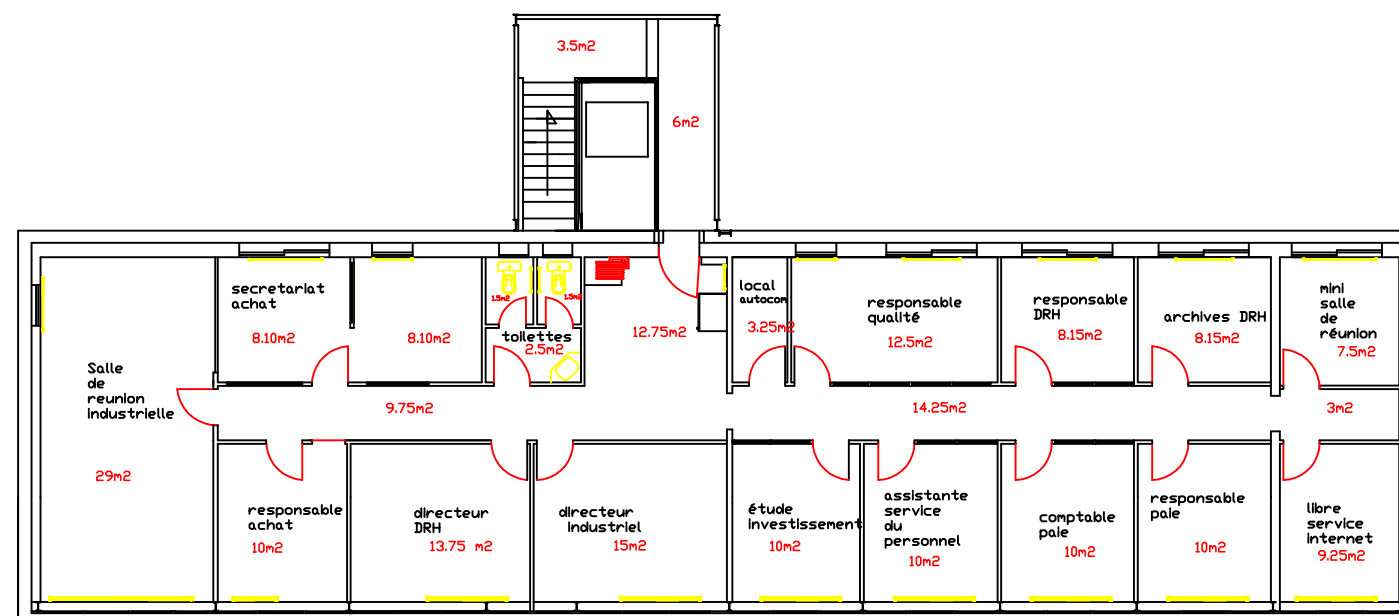 3.5m2
6m2
secretariat
achat
8.10m2
8.10m2
1.5m2
1.5m2
toilettes
2.5m2
12.75m2
local
autocom
3.25m2
responsable
qualité
12.5m2
responsable
DRH
8.15m2
archives DRH
8.15m2
mini
salle
de
réunion
7.5m2
Salle
de
reunion
industrielle
29m2
9.75m2
14.25m2
3m2
responsable
achat
10m2
directeur
DRH
13.75 m2
directeur
industriel
15m2
étude
investissement
10m2
assistante
service
du
personnel
10m2
comptable
paie
10m2
responsable
paie
10m2
libre
service
internet
9.25m2